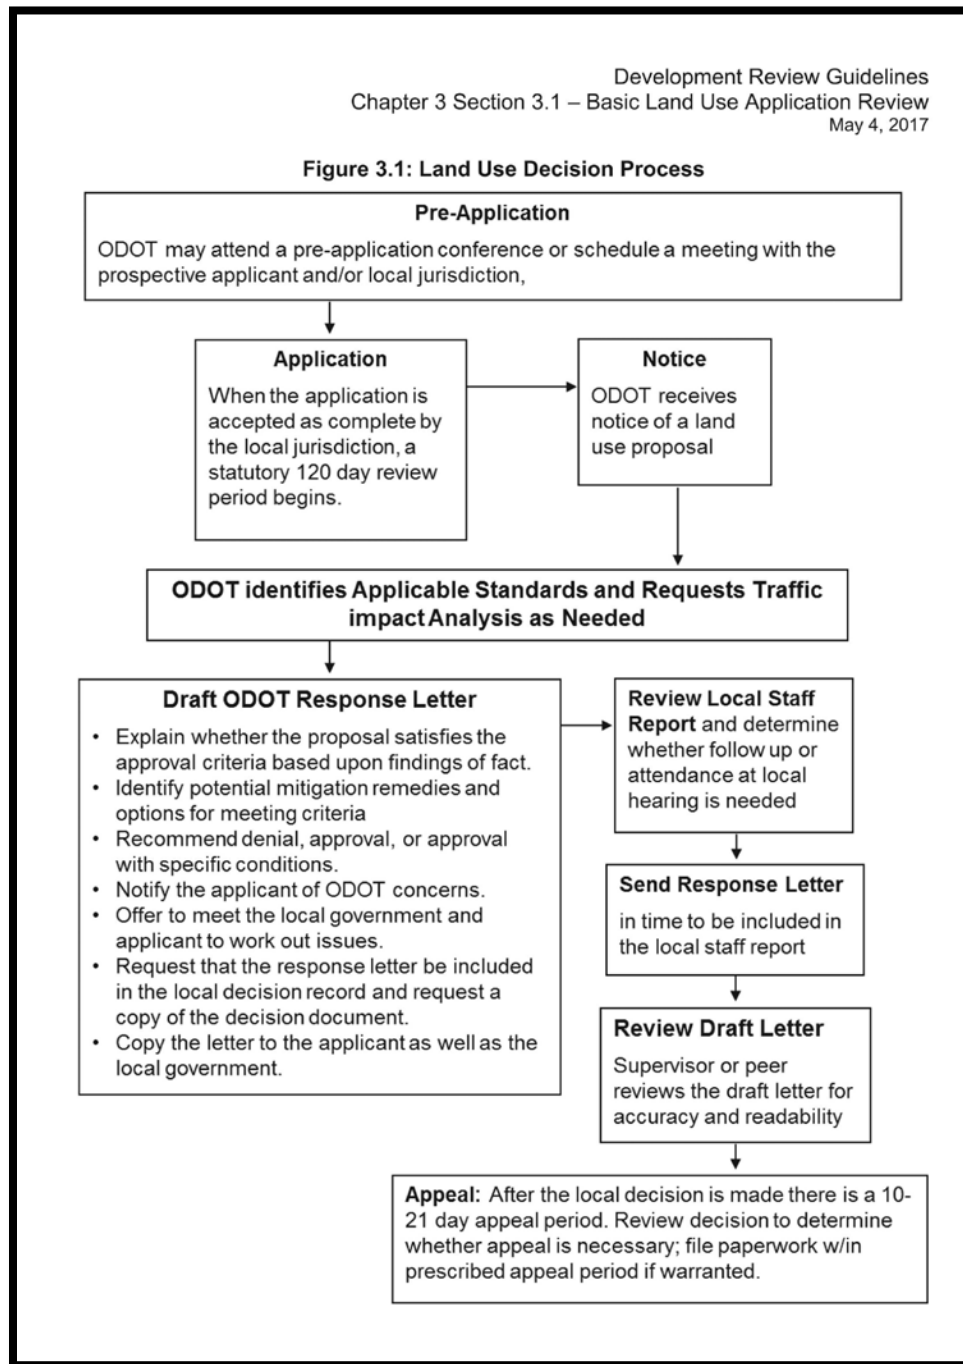 Development Review Guidelines
Chapter 3 Section 3.1 – Basic Land Use Application Review
May 4, 2017
Figure 3.1: Land Use Decision Process
Pre-Application
ODOT may attend a pre-application conference or schedule a meeting with the
prospective applicant and/or local jurisdiction,
Application
When the application is
accepted as complete by
the local jurisdiction, a
statutory 120 day review
period begins.
Notice
ODOT receives
notice of a land
use proposal
ODOT identifies Applicable Standards and Requests Traffic
impact Analysis as Needed
Draft ODOT Response Letter
• Explain whether the proposal satisfies the
approval criteria based upon findings of fact.
• Identify potential mitigation remedies and
options for meeting criteria
• Recommend denial, approval, or approval
with specific conditions.
• Notify the applicant of ODOT concerns.
• Offer to meet the local government and
applicant to work out issues.
• Request that the response letter be included
in the local decision record and request a
copy of the decision document.
• Copy the letter to the applicant as well as the
local government.
Review Local Staff
Report and determine
whether follow up or
attendance at local
hearing is needed
Send Response Letter
in time to be included in
the local staff report
Review Draft Letter
Supervisor or peer
reviews the draft letter for
accuracy and readability
Appeal: After the local decision is made there is a 10-
21 day appeal period. Review decision to determine
whether appeal is necessary; file paperwork w/in
prescribed appeal period if warranted.